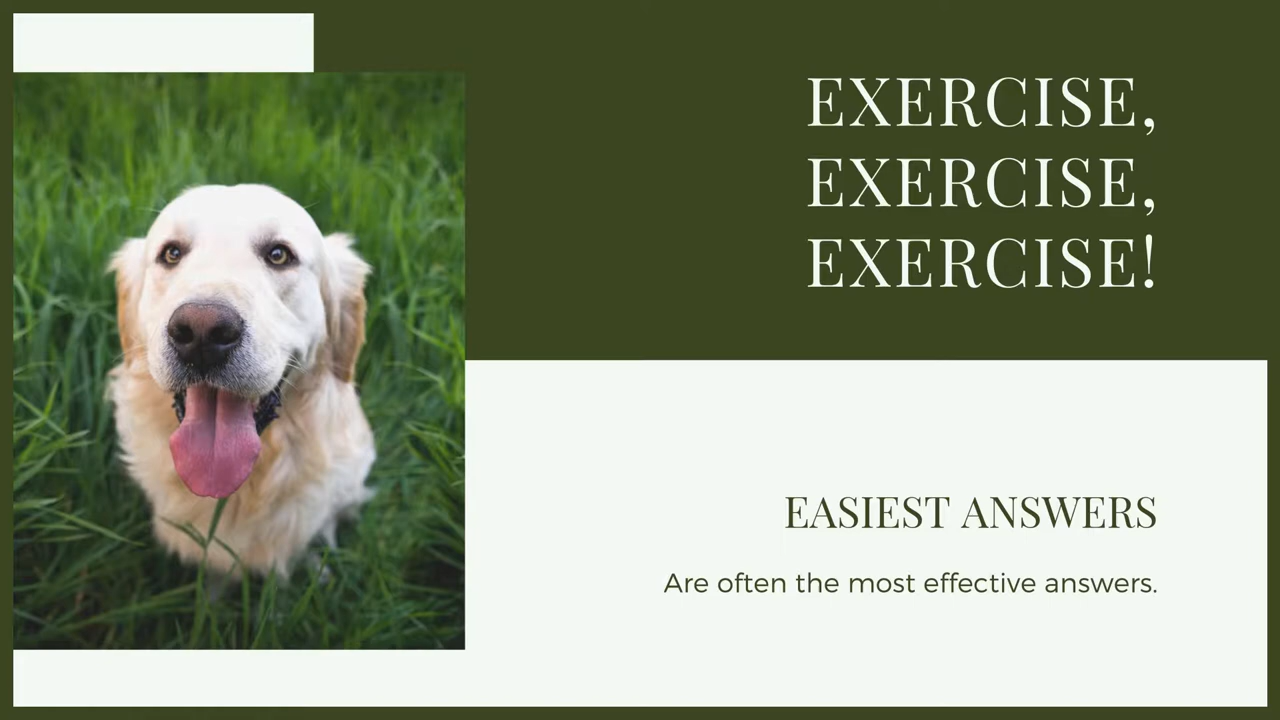 EXERCISE,
EXERCISE,
EXERCISE!
EASIEST ANSWERS
Are often the most effective answers.